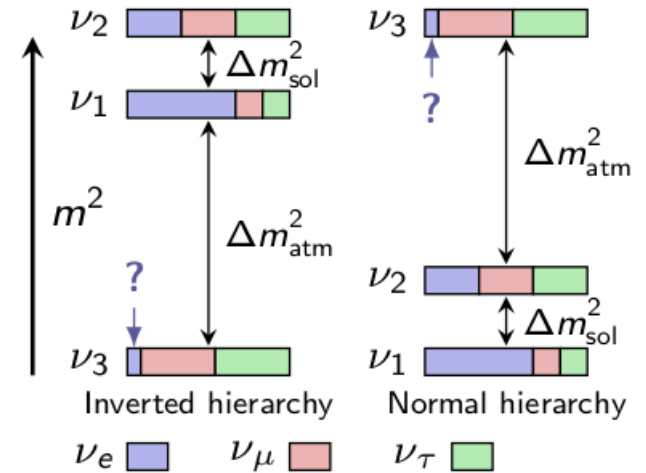 ν₂
Δm²sol
ν₁
m²
Δm²atm
?
ν₃
Inverted hierarchy
ν₃
?
Δm²atm
ν₂
Δm²sol
ν₁
Normal hierarchy
νₑ νμ ντ